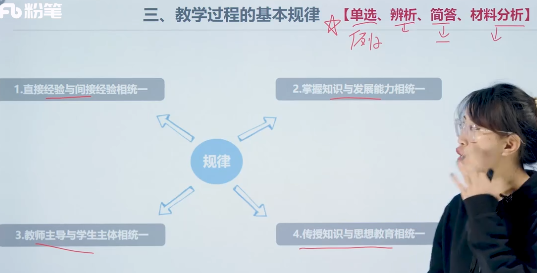 粉笔
三、教学过程的基本规律 【单选、辨析、简答、材料分析】
1.直接经验与间接经验相统一
2.掌握知识与发展能力相统一
规律
3.教师主导与学生主体相统一
4.传授知识与思想教育相统一